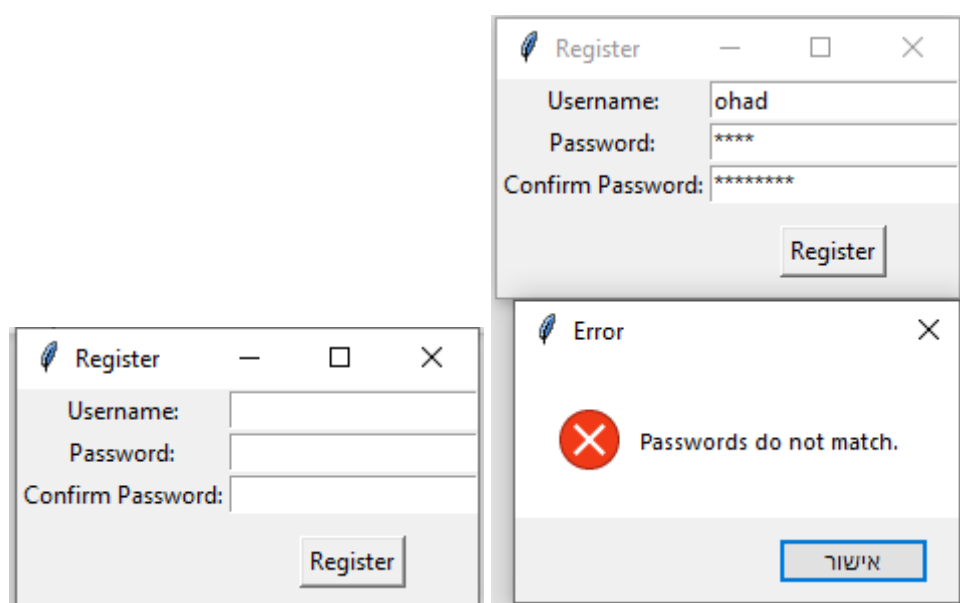 Register
Username:
Password:
Confirm Password:
Register
Register
Username: ohad
Password: ****
Confirm Password: ********
Register
Error
Passwords do not match.
אישור